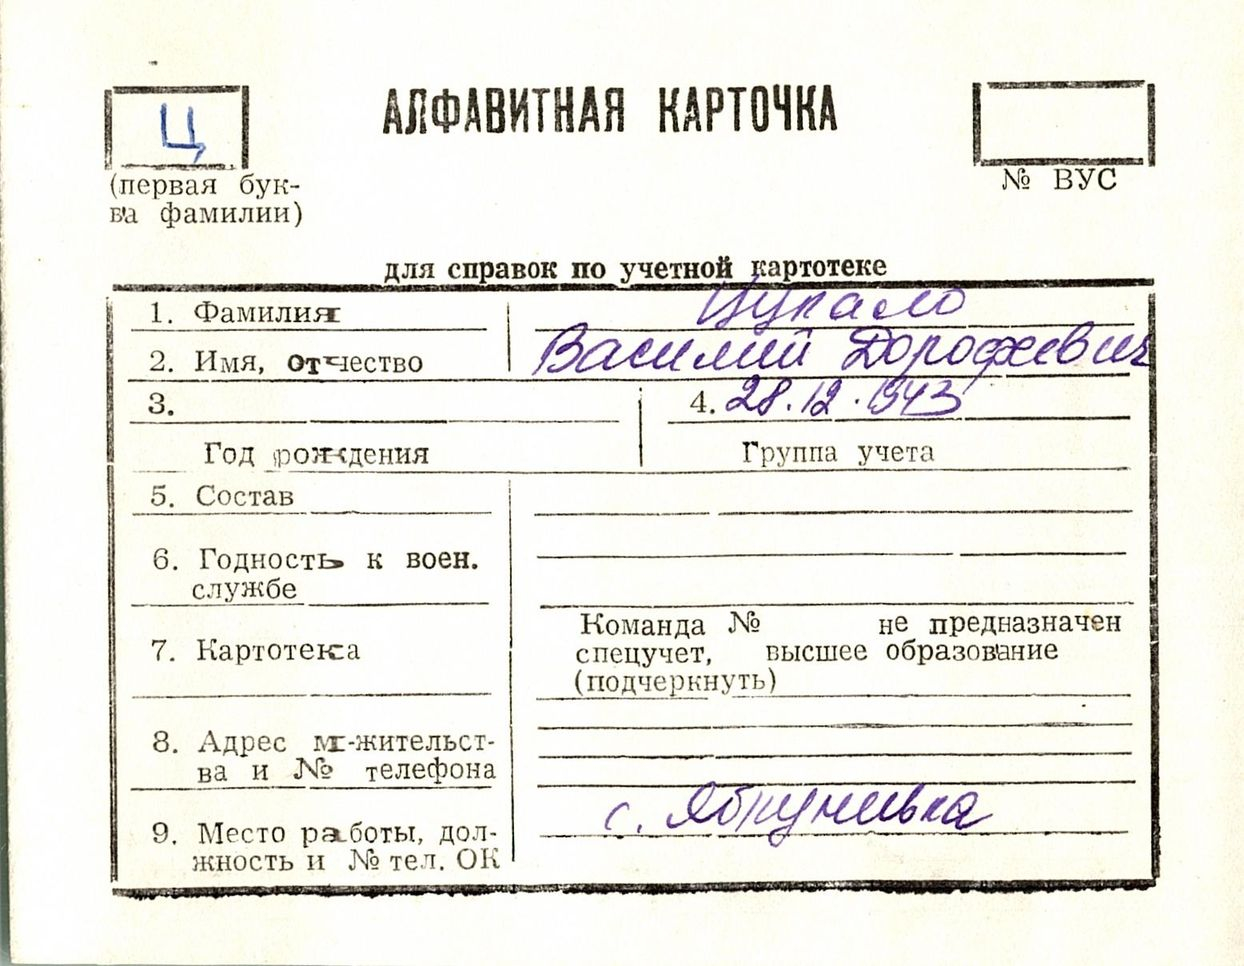 Ц
АЛФАВИТНАЯ КАРТОЧКА
(первая бук-
ва фамилии)
№ ВУС
для справок по учетной картотеке
1. Фамилия Цукало
2. Имя, отчество Василий Дорофеевич
3. 4. 28.12.1943
Год рождения Группа учета
5. Состав
6. Годность к воен.
службе
7. Картотека
Команда № не предназначен
спецучет, высшее образование
(подчеркнуть)
8. Адрес м-жительст-
ва и № телефона
9. Место работы, дол-
жность и № тел. ОК
с.